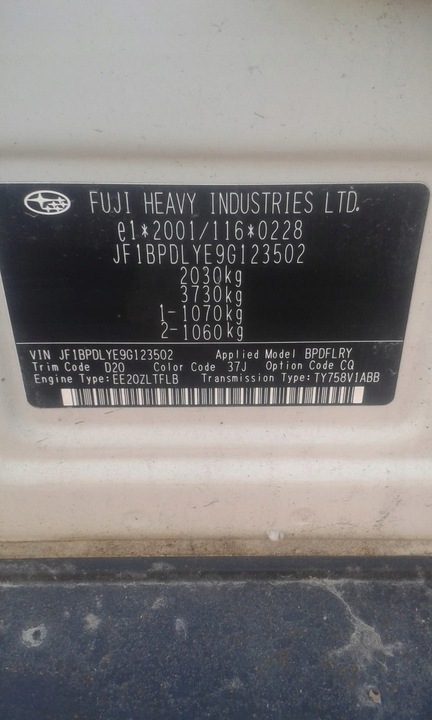 FUJI HEAVY INDUSTRIES LTD.
e1*2001/116*0228
JF1BPDLYE9G123502
2030kg
3730kg
1-1070kg
2-1060kg
VIN JF1BPDLYE9G123502 Applied Model BPDFLRY
Trim Code D20 Color Code 37J Option Code CQ
Engine Type:EE20ZLTFLB Transmission Type:TY758V1ABB